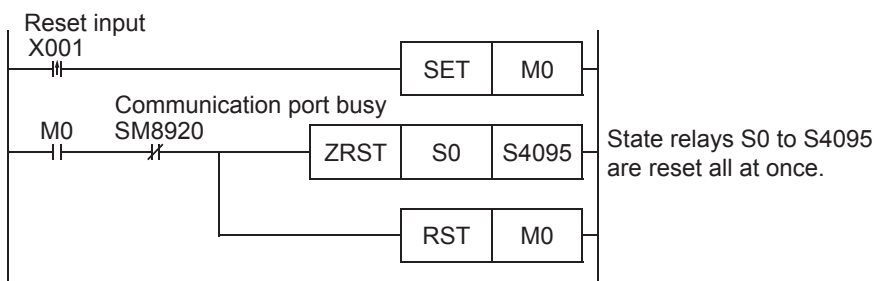 Reset input
X001
SET M0
Communication port busy
M0 SM8920
ZRST S0 S4095
State relays S0 to S4095
are reset all at once.
RST M0